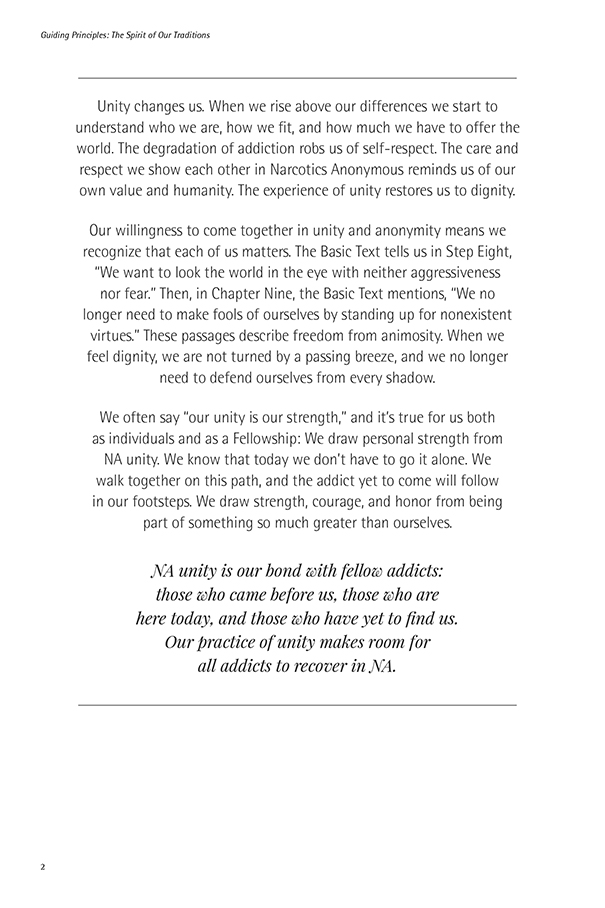 Guiding Principles: The Spirit of Our Traditions
Unity changes us. When we rise above our differences we start to
understand who we are, how we fit, and how much we have to offer the
world. The degradation of addiction robs us of self-respect. The care and
respect we show each other in Narcotics Anonymous reminds us of our
own value and humanity. The experience of unity restores us to dignity.
Our willingness to come together in unity and anonymity means we
recognize that each of us matters. The Basic Text tells us in Step Eight,
“We want to look the world in the eye with neither aggressiveness
nor fear.” Then, in Chapter Nine, the Basic Text mentions, “We no
longer need to make fools of ourselves by standing up for nonexistent
virtues.” These passages describe freedom from animosity. When we
feel dignity, we are not turned by a passing breeze, and we no longer
need to defend ourselves from every shadow.
We often say “our unity is our strength,” and it’s true for us both
as individuals and as a Fellowship: We draw personal strength from
NA unity. We know that today we don’t have to go it alone. We
walk together on this path, and the addict yet to come will follow
in our footsteps. We draw strength, courage, and honor from being
part of something so much greater than ourselves.
NA unity is our bond with fellow addicts:
those who came before us, those who are
here today, and those who have yet to find us.
Our practice of unity makes room for
all addicts to recover in NA.
2